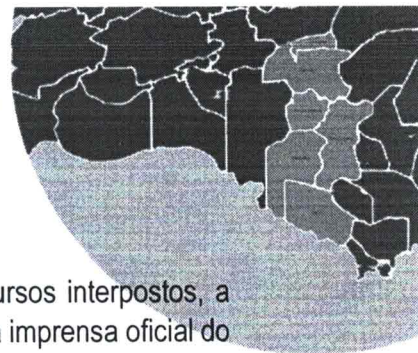 ursos interpostos, a
a imprensa oficial do